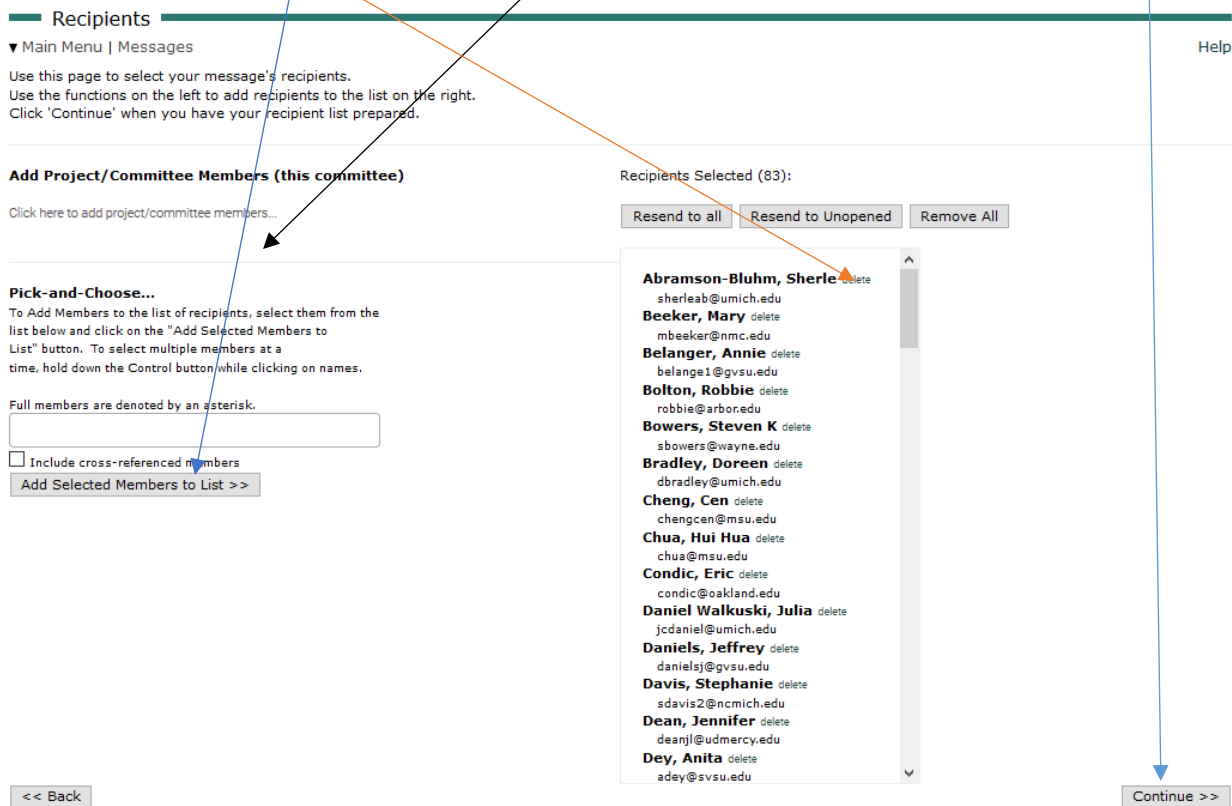 Recipients
▼ Main Menu | Messages
Help
Use this page to select your message's recipients.
Use the functions on the left to add recipients to the list on the right.
Click 'Continue' when you have your recipient list prepared.
Add Project/Committee Members (this committee)
Click here to add project/committee members...
Pick-and-Choose...
To Add Members to the list of recipients, select them from the
list below and click on the "Add Selected Members to
List" button. To select multiple members at a
time, hold down the Control button while clicking on names.
Full members are denoted by an asterisk.
Include cross-referenced members
Add Selected Members to List >>
Recipients Selected (83):
Resend to all Resend to Unopened Remove All
Abramson-Bluhm, Sherle delete
sherleab@umich.edu
Beeker, Mary delete
mbeeker@nmc.edu
Belanger, Annie delete
belange1@gvsu.edu
Bolton, Robbie delete
robbie@arbor.edu
Bowers, Steven K delete
sbowers@wayne.edu
Bradley, Doreen delete
dbradley@umich.edu
Cheng, Cen delete
chengcen@msu.edu
Chua, Hui Hua delete
chua@msu.edu
Condic, Eric delete
condic@oakland.edu
Daniel Walkuski, Julia delete
jcdaniel@umich.edu
Daniels, Jeffrey delete
danielsj@gvsu.edu
Davis, Stephanie delete
sdavis2@ncmich.edu
Dean, Jennifer delete
deanjl@udmercy.edu
Dey, Anita delete
adey@svsu.edu
<< Back
Continue >>